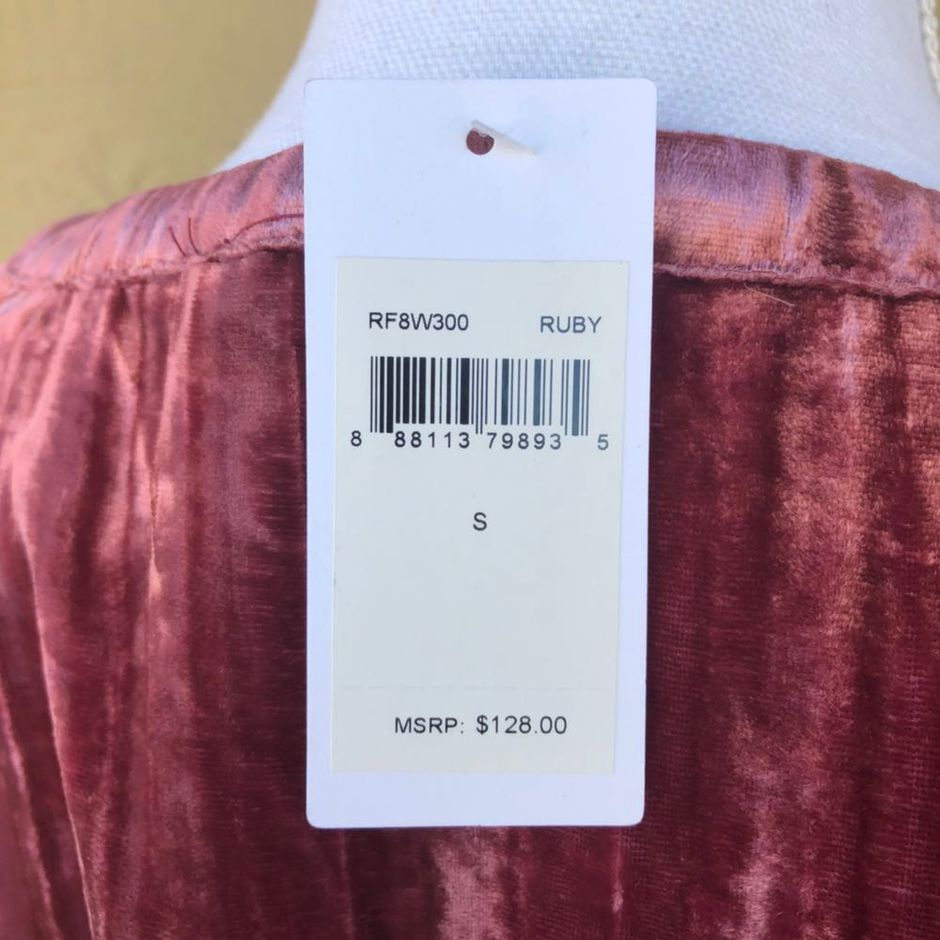 RF8W300 RUBY
8 88113 79893 5
S
MSRP: $128.00